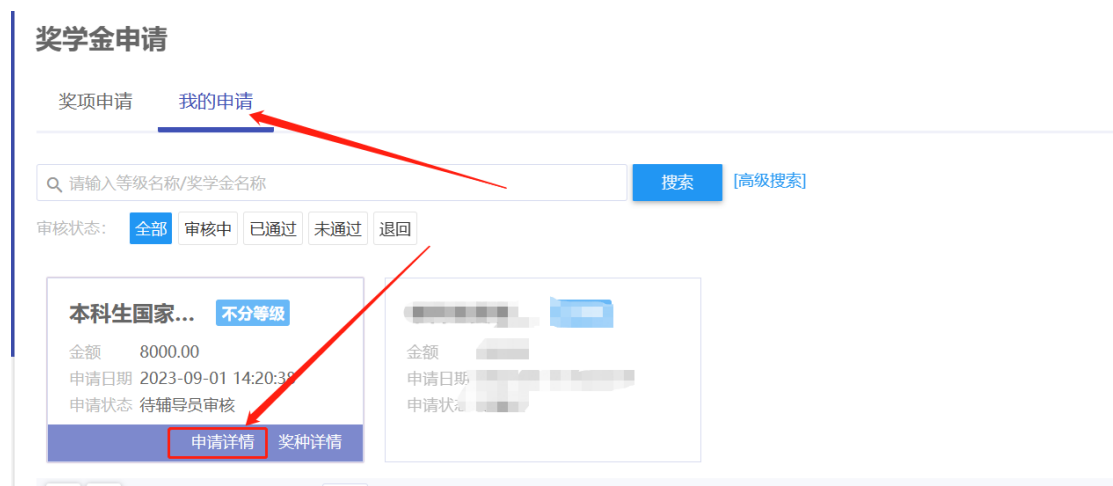 奖学金申请
奖项申请 我的申请
请输入等级名称/奖学金名称 搜索 [高级搜索]
审核状态: 全部 审核中 已通过 未通过 退回
本科生国家... 不分等级
金额 8000.00
申请日期 2023-09-01 14:20:38
申请状态 待辅导员审核
申请详情 奖种详情
金额
申请日期
申请状